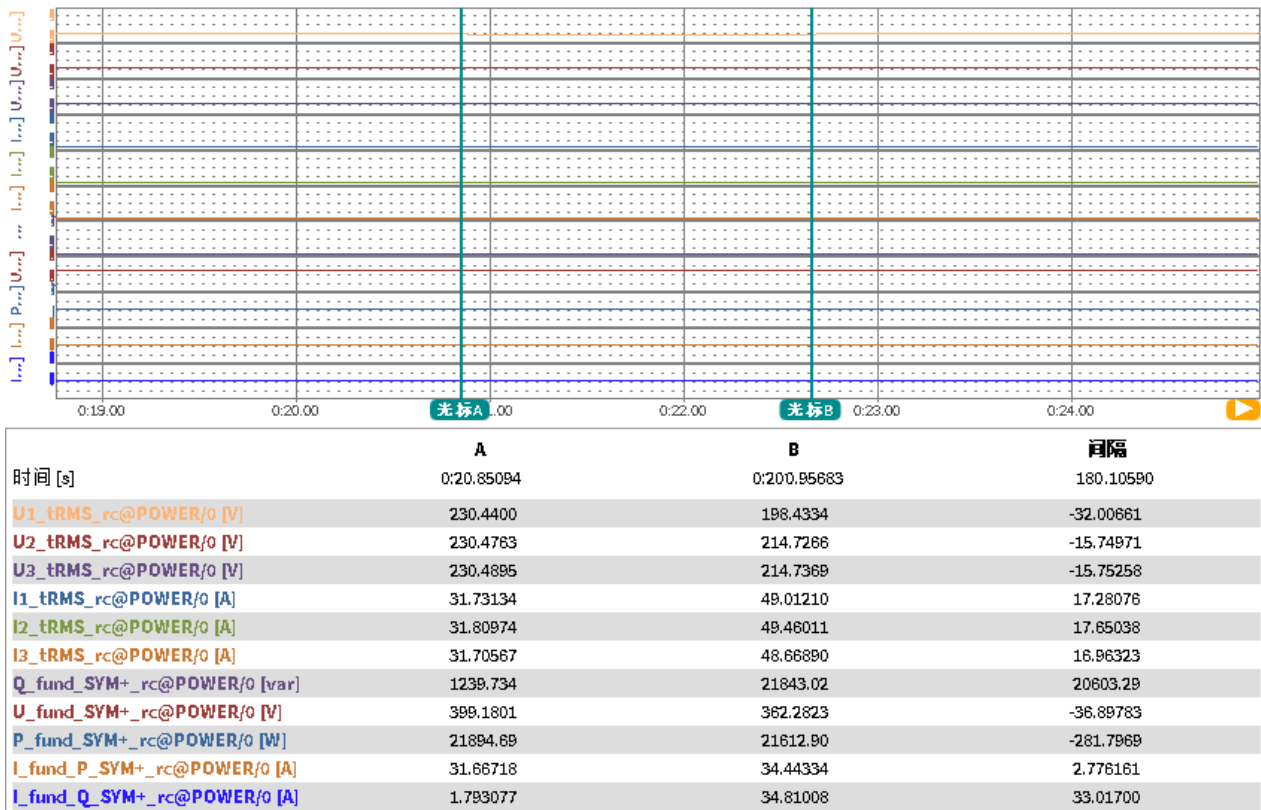 0:19.00 0:20.00 光标A 1.00 0:22.00 光标B 0:23.00 0:24.00
A B 间隔
时间 [s] 0:20.85094 0:200.95683 180.10590
U1_tRMS_rc@POWER/0 [V] 230.4400 198.4334 -32.00661
U2_tRMS_rc@POWER/0 [V] 230.4763 214.7266 -15.74971
U3_tRMS_rc@POWER/0 [V] 230.4895 214.7369 -15.75258
I1_tRMS_rc@POWER/0 [A] 31.73134 49.01210 17.28076
I2_tRMS_rc@POWER/0 [A] 31.80974 49.46011 17.65038
I3_tRMS_rc@POWER/0 [A] 31.70567 48.66890 16.96323
Q_fund_SYM+_rc@POWER/0 [var] 1239.734 21843.02 20603.29
U_fund_SYM+_rc@POWER/0 [V] 399.1801 362.2823 -36.89783
P_fund_SYM+_rc@POWER/0 [W] 21894.69 21612.90 -281.7969
I_fund_P_SYM+_rc@POWER/0 [A] 31.66718 34.44334 2.776161
I_fund_Q_SYM+_rc@POWER/0 [A] 1.793077 34.81008 33.01700